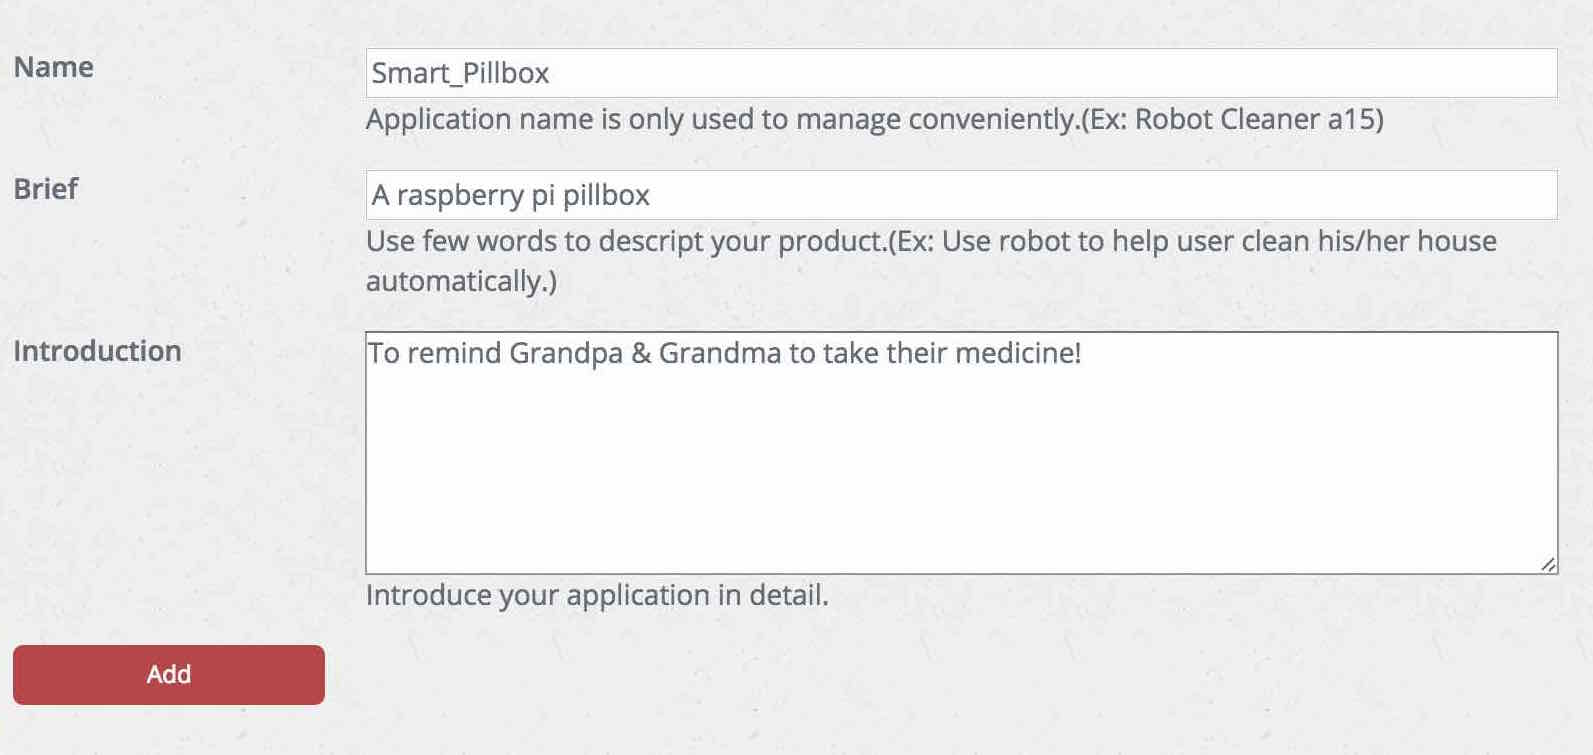 Name
Smart_Pillbox
Application name is only used to manage conveniently.(Ex: Robot Cleaner a15)
Brief
A raspberry pi pillbox
Use few words to descript your product.(Ex: Use robot to help user clean his/her house
automatically.)
Introduction
To remind Grandpa & Grandma to take their medicine!
Introduce your application in detail.
Add